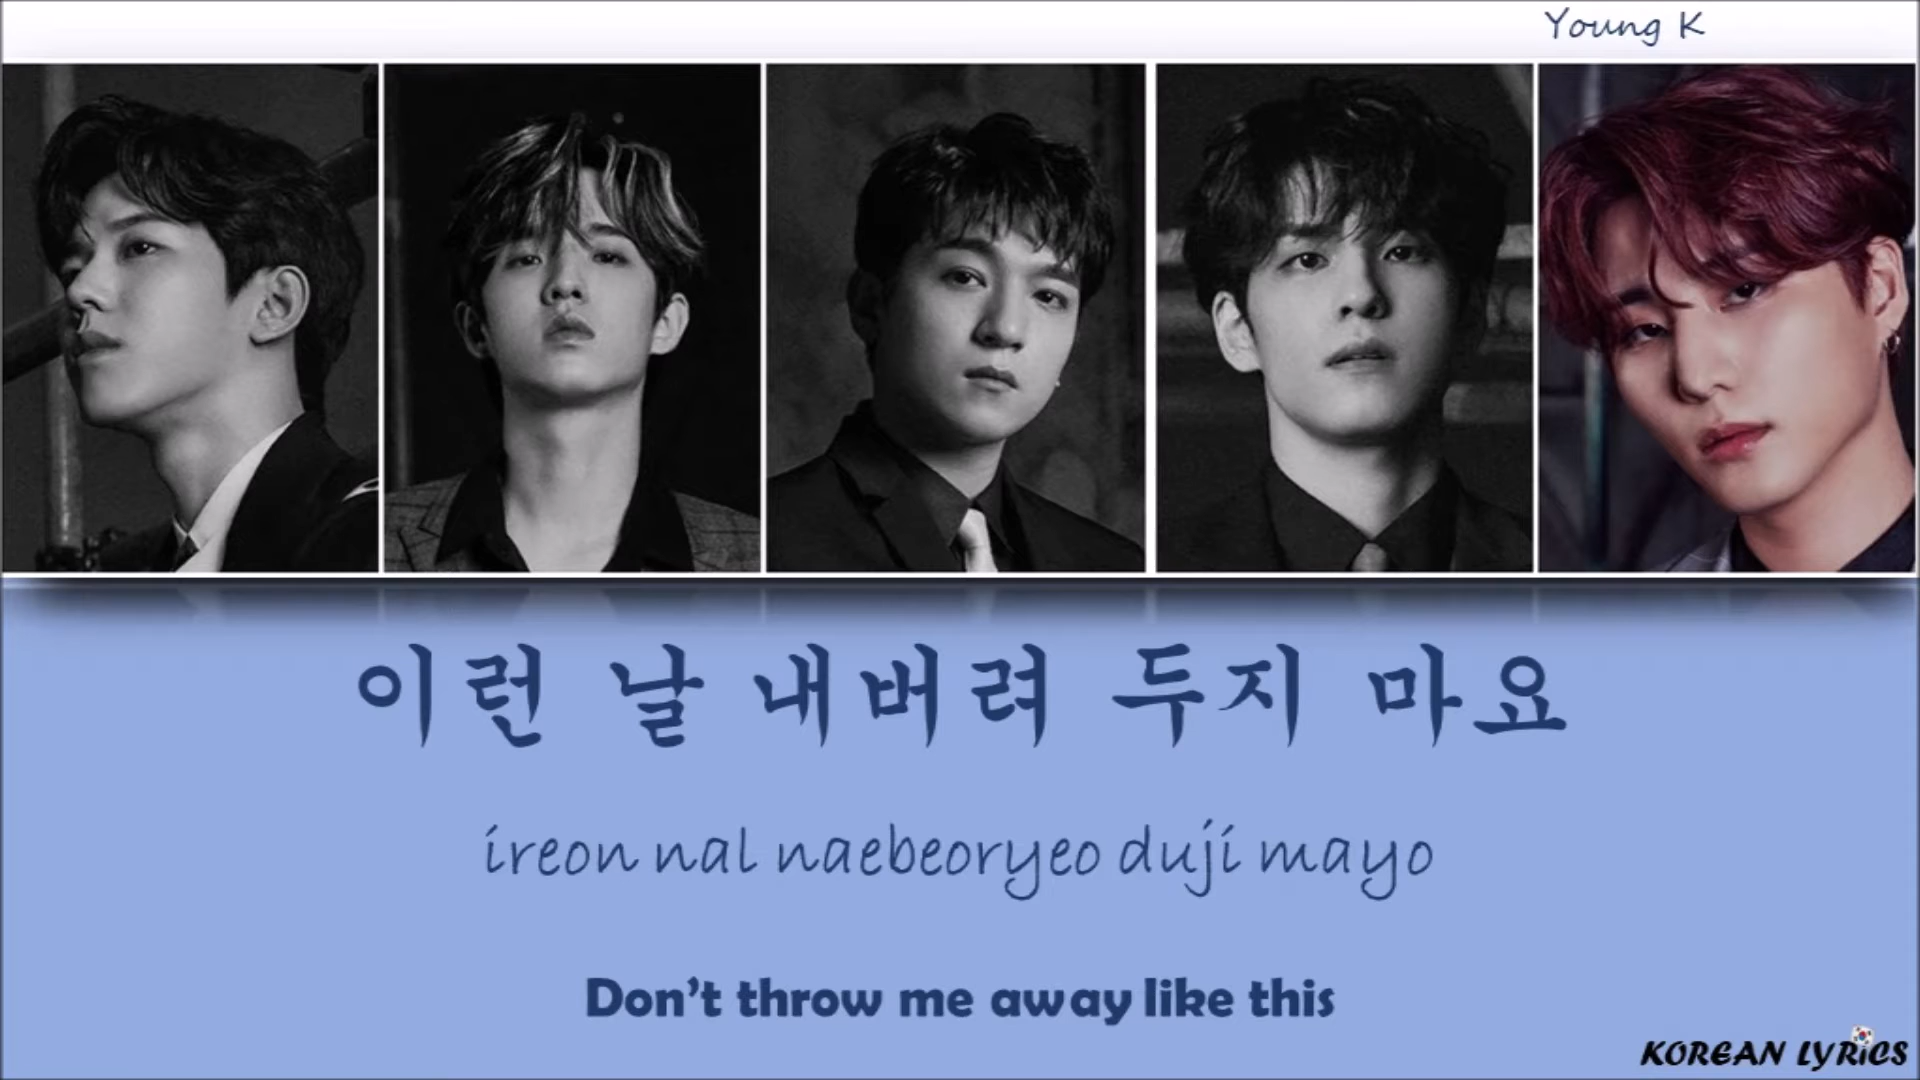 Young K
이런 날 내버려 두지 마요
ireon nal naebeoryeo duji mayo
Don't throw me away like this
KOREAN LYRICS